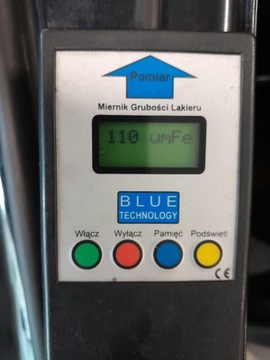 Pomiar
Miernik Grubości Lakieru
110 umFe
BLUE
TECHNOLOGY
Włącz Wyłącz Pamięć Podświetl
CE